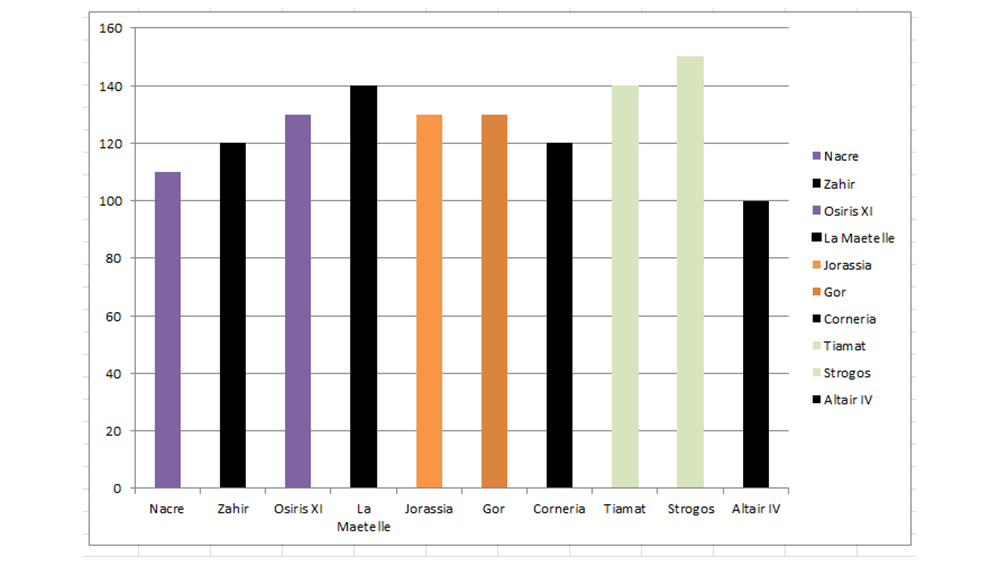 160
140
120
100
80
60
40
20
0
Nacre
Zahir
Osiris XI
La
Maetelle
Jorassia
Gor
Corneria
Tiamat
Strogos
Altair IV
Nacre
Zahir
Osiris XI
La Maetelle
Jorassia
Gor
Corneria
Tiamat
Strogos
Altair IV